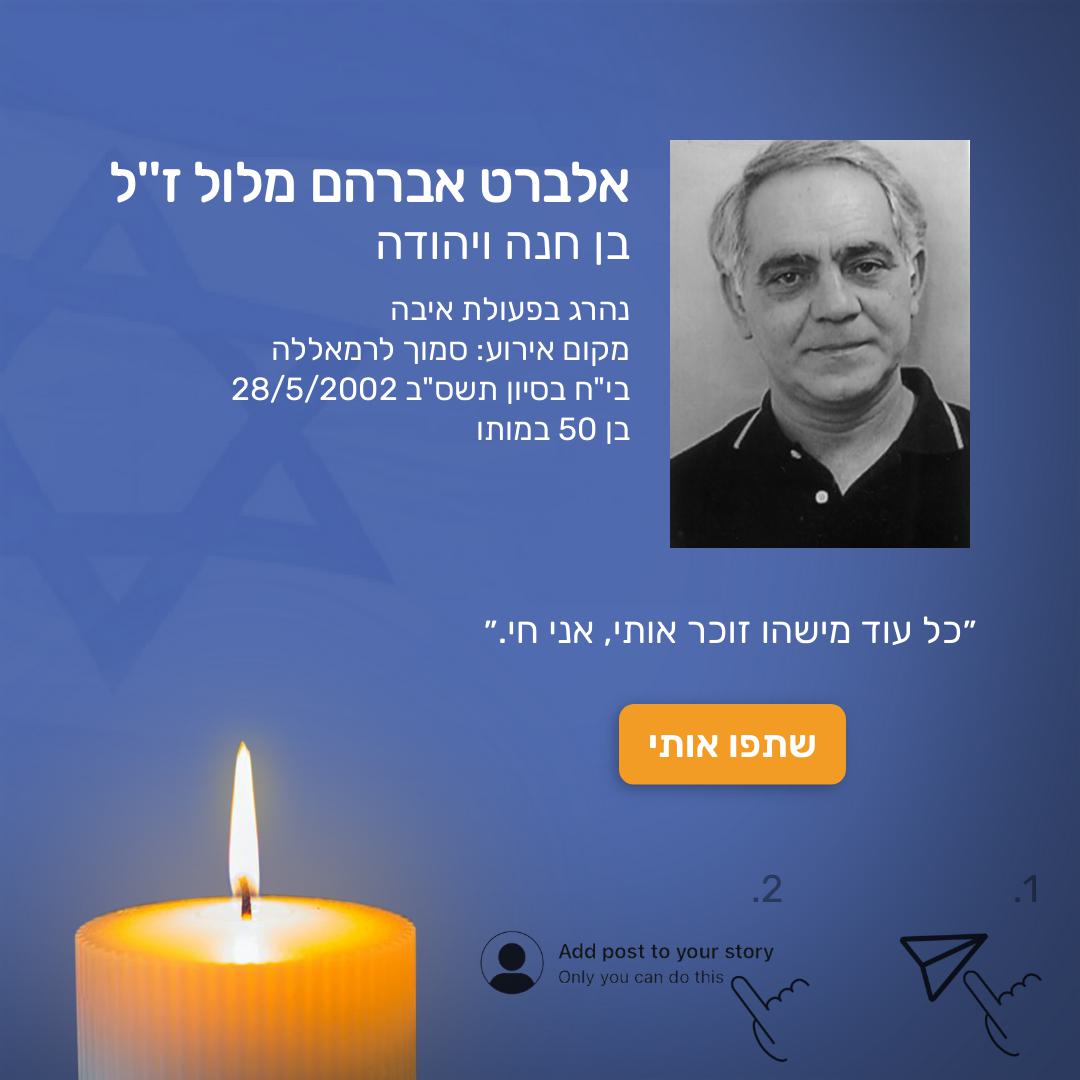 אלברט אברהם מלול ז"ל
בן חנה ויהודה
נהרג בפעולת איבה
מקום אירוע: סמוך לרמאללה
בי"ח בסיון תשס"ב 28/5/2002
בן 50 במותו
״כל עוד מישהו זוכר אותי, אני חי.״
שתפו אותי
1.
2.
Add post to your story
Only you can do this